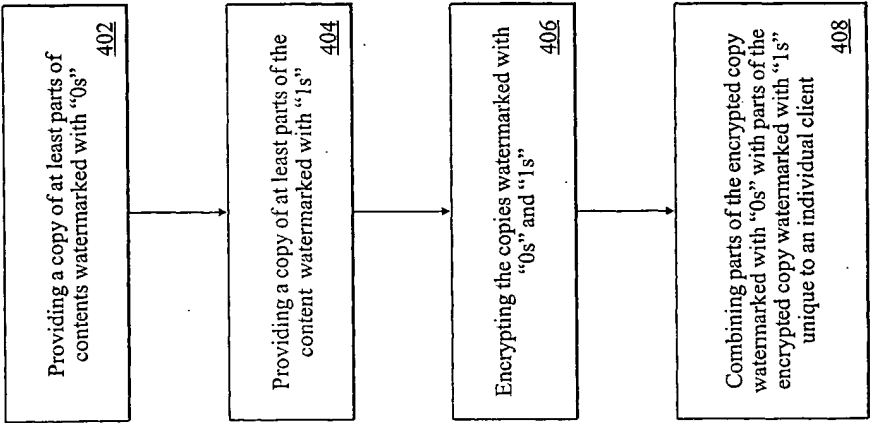 Providing a copy of at least parts of
contents watermarked with “0s”
402
Providing a copy of at least parts of the
content watermarked with “1s”
404
Encrypting the copies watermarked with
“0s” and “1s”
406
Combining parts of the encrypted copy
watermarked with “0s” with parts of the
encrypted copy watermarked with “1s”
unique to an individual client
408